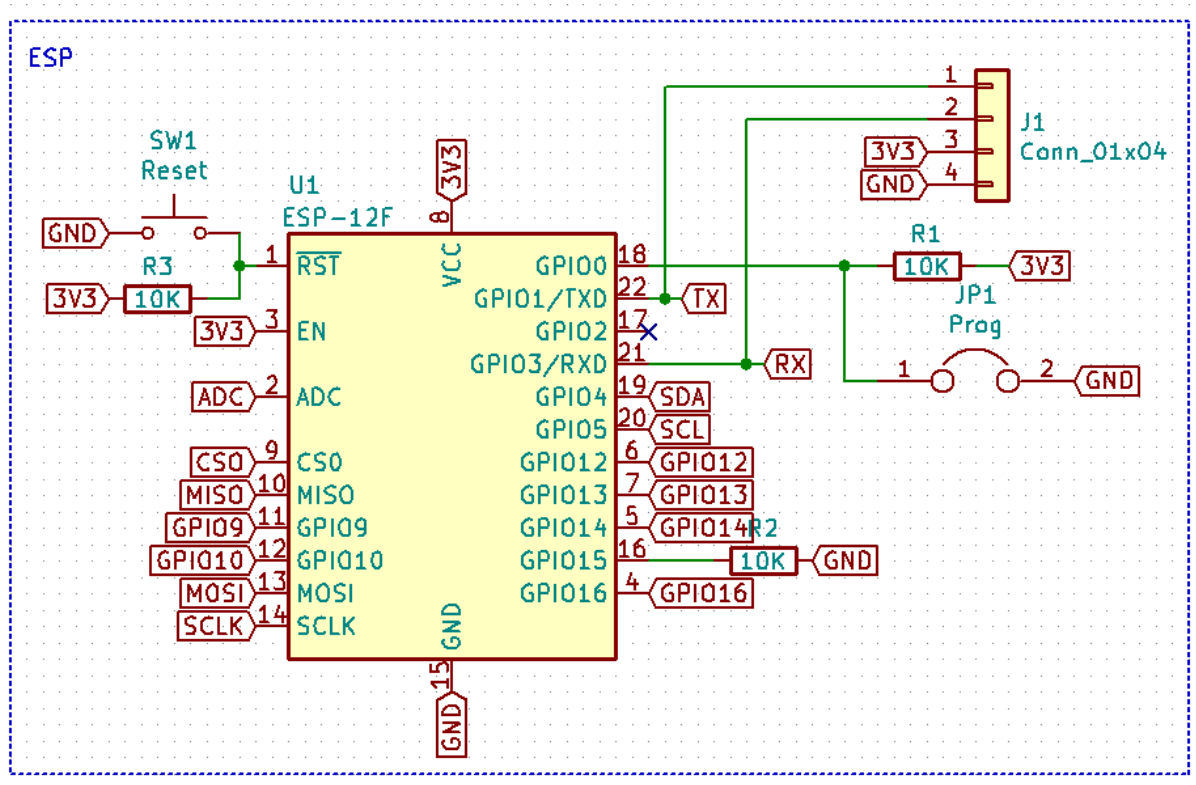 ESP
SW1
Reset
GND
R3
3V3 10K
3V3
ADC
CS0
MISO
GPIO9
GPIO10
MOSI
SCLK
U1
ESP-12F
3V3
8
VCC
1 RST
3 EN
2 ADC
9 CS0
10 MISO
11 GPIO9
12 GPIO10
13 MOSI
14 SCLK
GND
15
GND
GPIO0 18
GPIO1/TXD 22 TX
GPIO2 17
GPIO3/RXD 21 RX
GPIO4 19 SDA
GPIO5 20 SCL
GPIO12 6 GPIO12
GPIO13 7 GPIO13
GPIO14 5 GPIO14
GPIO15 16
GPIO16 4 GPIO16
R2
10K GND
1
2
3V3 3
GND 4
J1
Conn_01x04
R1
10K 3V3
JP1
Prog
1 2 GND